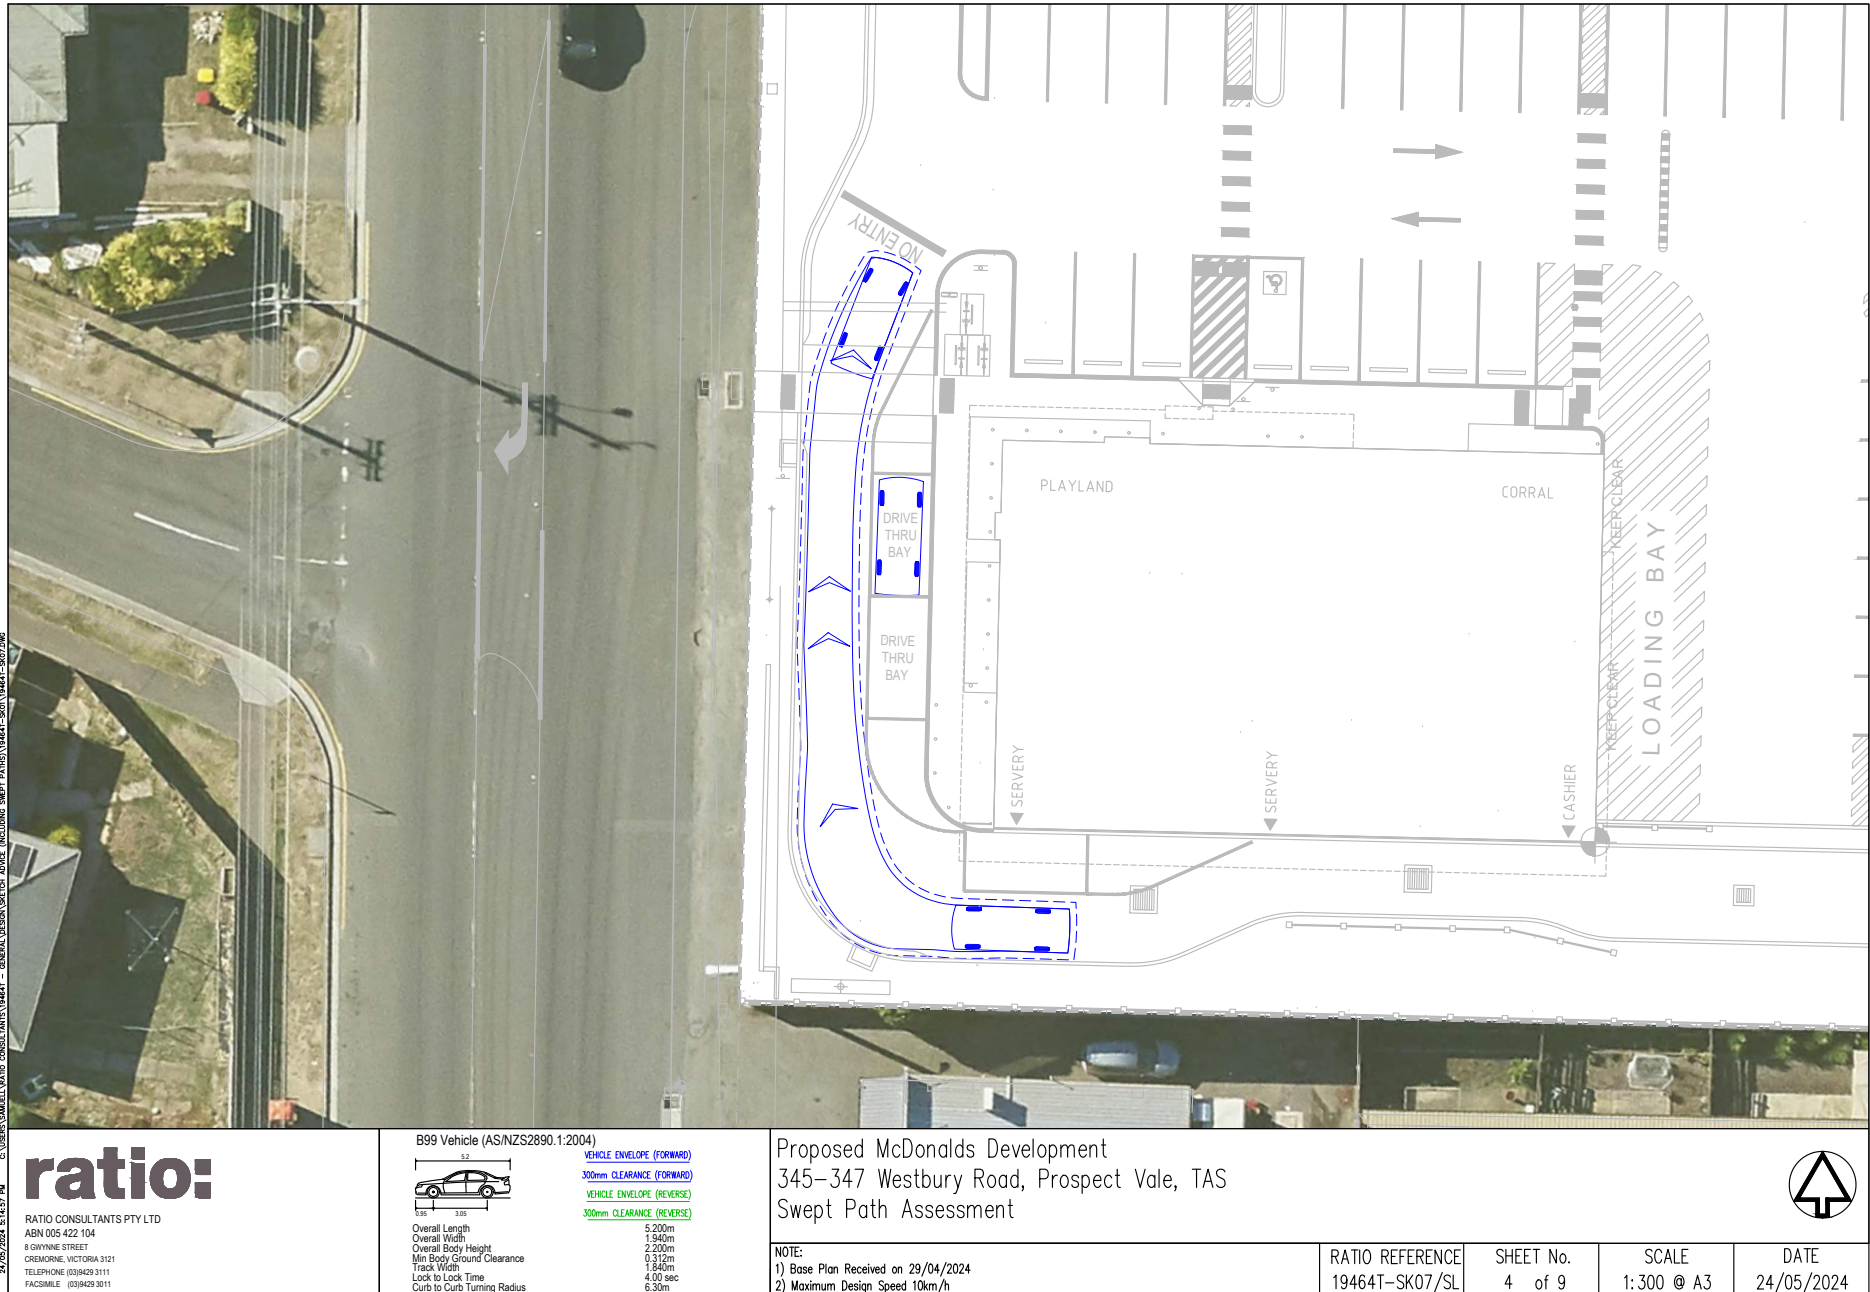 NO ENTRY
PLAYLAND
CORRAL
KEEP CLEAR
LOADING BAY
KEEP CLEAR
DRIVE
THRU
BAY
DRIVE
THRU
BAY
SERVERY
SERVERY
CASHIER
24/05/2024 5:14:57 PM
ratio:
RATIO CONSULTANTS PTY LTD
ABN 005 422 104
8 GWYNNE STREET
CREMORNE, VICTORIA 3121
TELEPHONE (03)9429 3111
FACSIMILE (03)9429 3011
B99 Vehicle (AS/NZS2890.1:2004)
5.2
0.95 3.05
VEHICLE ENVELOPE (FORWARD)
300mm CLEARANCE (FORWARD)
VEHICLE ENVELOPE (REVERSE)
300mm CLEARANCE (REVERSE)
Overall Length 5.200m
Overall Width 1.940m
Overall Body Height 2.200m
Min Body Ground Clearance 0.312m
Track Width 1.840m
Lock to Lock Time 4.00 sec
Curb to Curb Turning Radius 6.30m
Proposed McDonalds Development
345-347 Westbury Road, Prospect Vale, TAS
Swept Path Assessment
NOTE:
1) Base Plan Received on 29/04/2024
2) Maximum Design Speed 10km/h
RATIO REFERENCE
19464T-SK07/SL
SHEET No.
4 of 9
SCALE
1:300 @ A3
DATE
24/05/2024